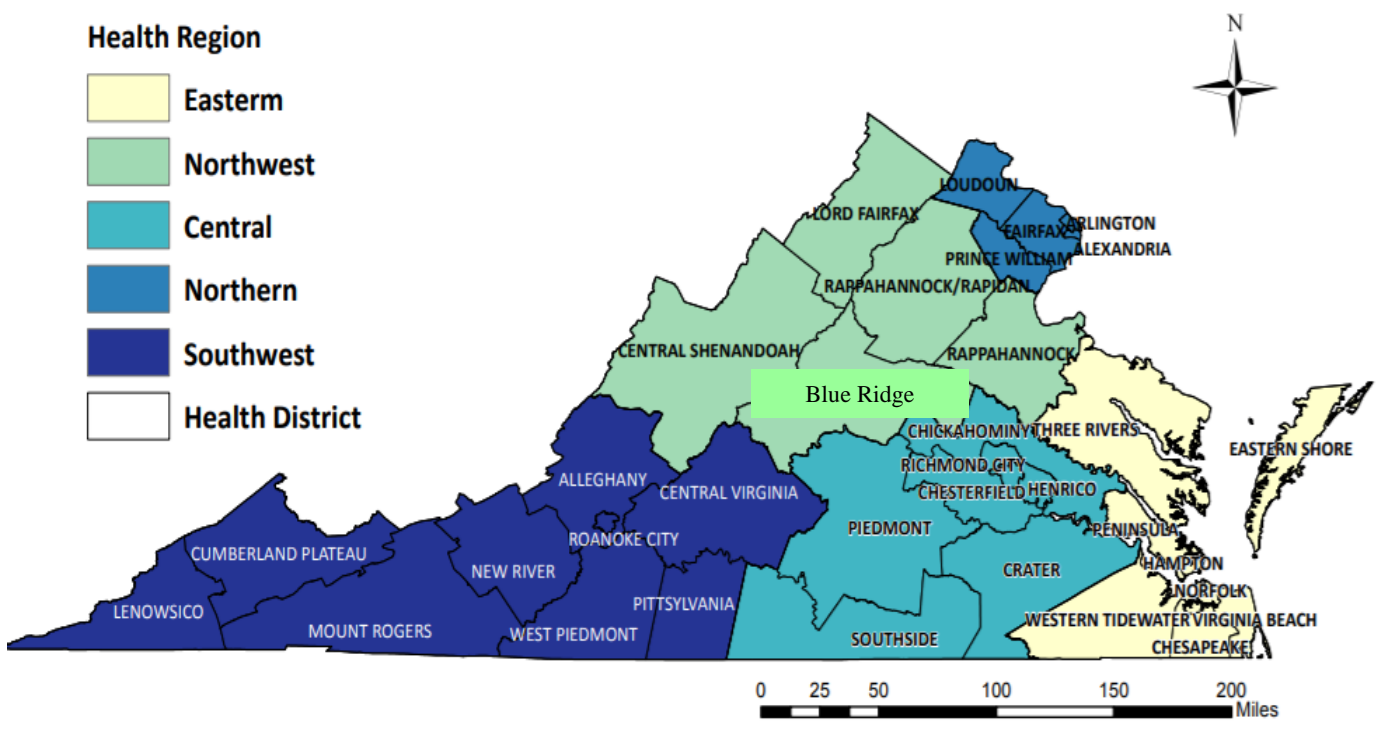 Health Region
Easterm
Northwest
Central
Northern
Southwest
Health District
N
LOUDOUN
LORD FAIRFAX
ARLINGTON
FAIRFAX
ALEXANDRIA
PRINCE WILLIAM
RAPPAHANNOCK/RAPIDAN
CENTRAL SHENANDOAH
RAPPAHANNOCK
Blue Ridge
CHICKAHOMINY
THREE RIVERS
EASTERN SHORE
RICHMOND CITY
ALLEGHANY
CENTRAL VIRGINIA
CHESTERFIELD
HENRICO
PIEDMONT
PENINSULA
ROANOKE CITY
CUMBERLAND PLATEAU
HAMPTON
NEW RIVER
CRATER
NORFOLK
LENOWSICO
PITTSYLVANIA
WESTERN TIDEWATER
VIRGINIA BEACH
MOUNT ROGERS
WEST PIEDMONT
SOUTHSIDE
CHESAPEAKE
0 25 50 100 150 200
Miles